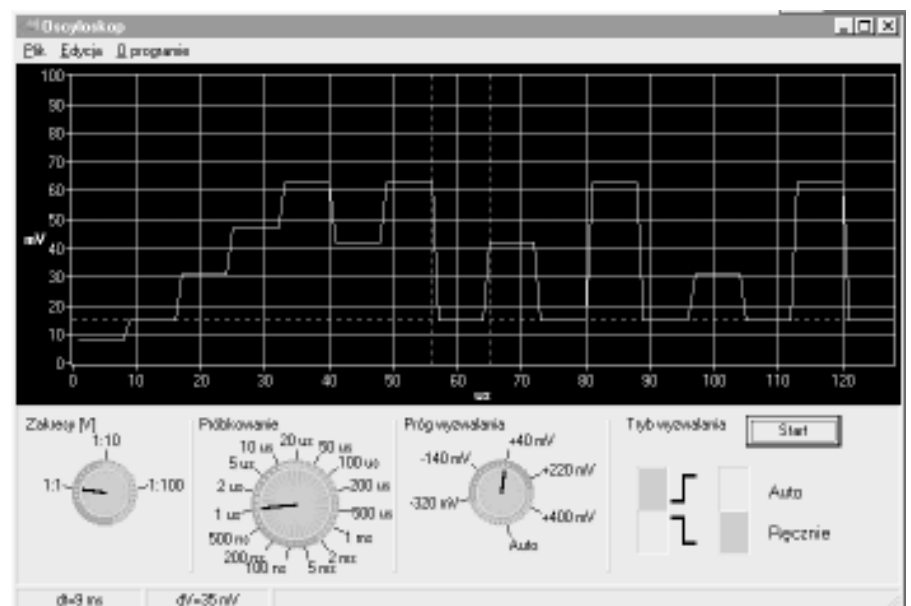 Oscyloskop
Plik Edycja O programie
100
90
80
70
60
50
mV
40
30
20
10
0
0 10 20 30 40 50 60 70 80 90 100 110 120
us
Zakresy [V]
1:10
1:1
1:100
Próbkowanie
20 us
10 us
50 us
5 us
100 us
2 us
200 us
1 us
500 us
500 ns
1 ms
200 ns
2 ms
100 ns
5 ms
Próg wyzwalania
+40 mV
-140 mV
+220 mV
-320 mV
+400 mV
Auto
Tryb wyzwalania
Start
Auto
Ręcznie
dt=9 ms dV=35 mV